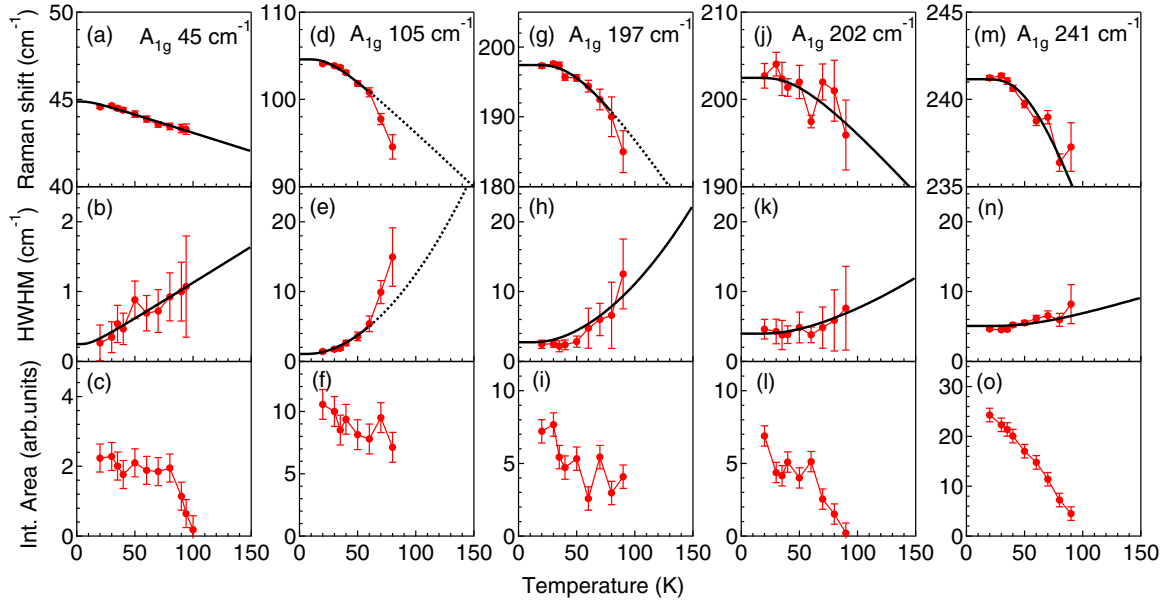 (a) A1g 45 cm-1
(d) A1g 105 cm-1
(g) A1g 197 cm-1
(j) A1g 202 cm-1
(m) A1g 241 cm-1
Raman shift (cm-1)
50
45
40
110
100
90
200
190
180
210
200
190
245
240
235
(b)
(e)
(h)
(k)
(n)
HWHM (cm-1)
2
1
0
20
10
0
20
10
0
20
10
0
20
10
0
(c)
(f)
(i)
(l)
(o)
Int. Area (arb.units)
4
2
0
10
5
0
10
5
0
10
5
0
30
20
10
0
0 50 100 150
0 50 100 150
0 50 100 150
0 50 100 150
0 50 100 150
Temperature (K)